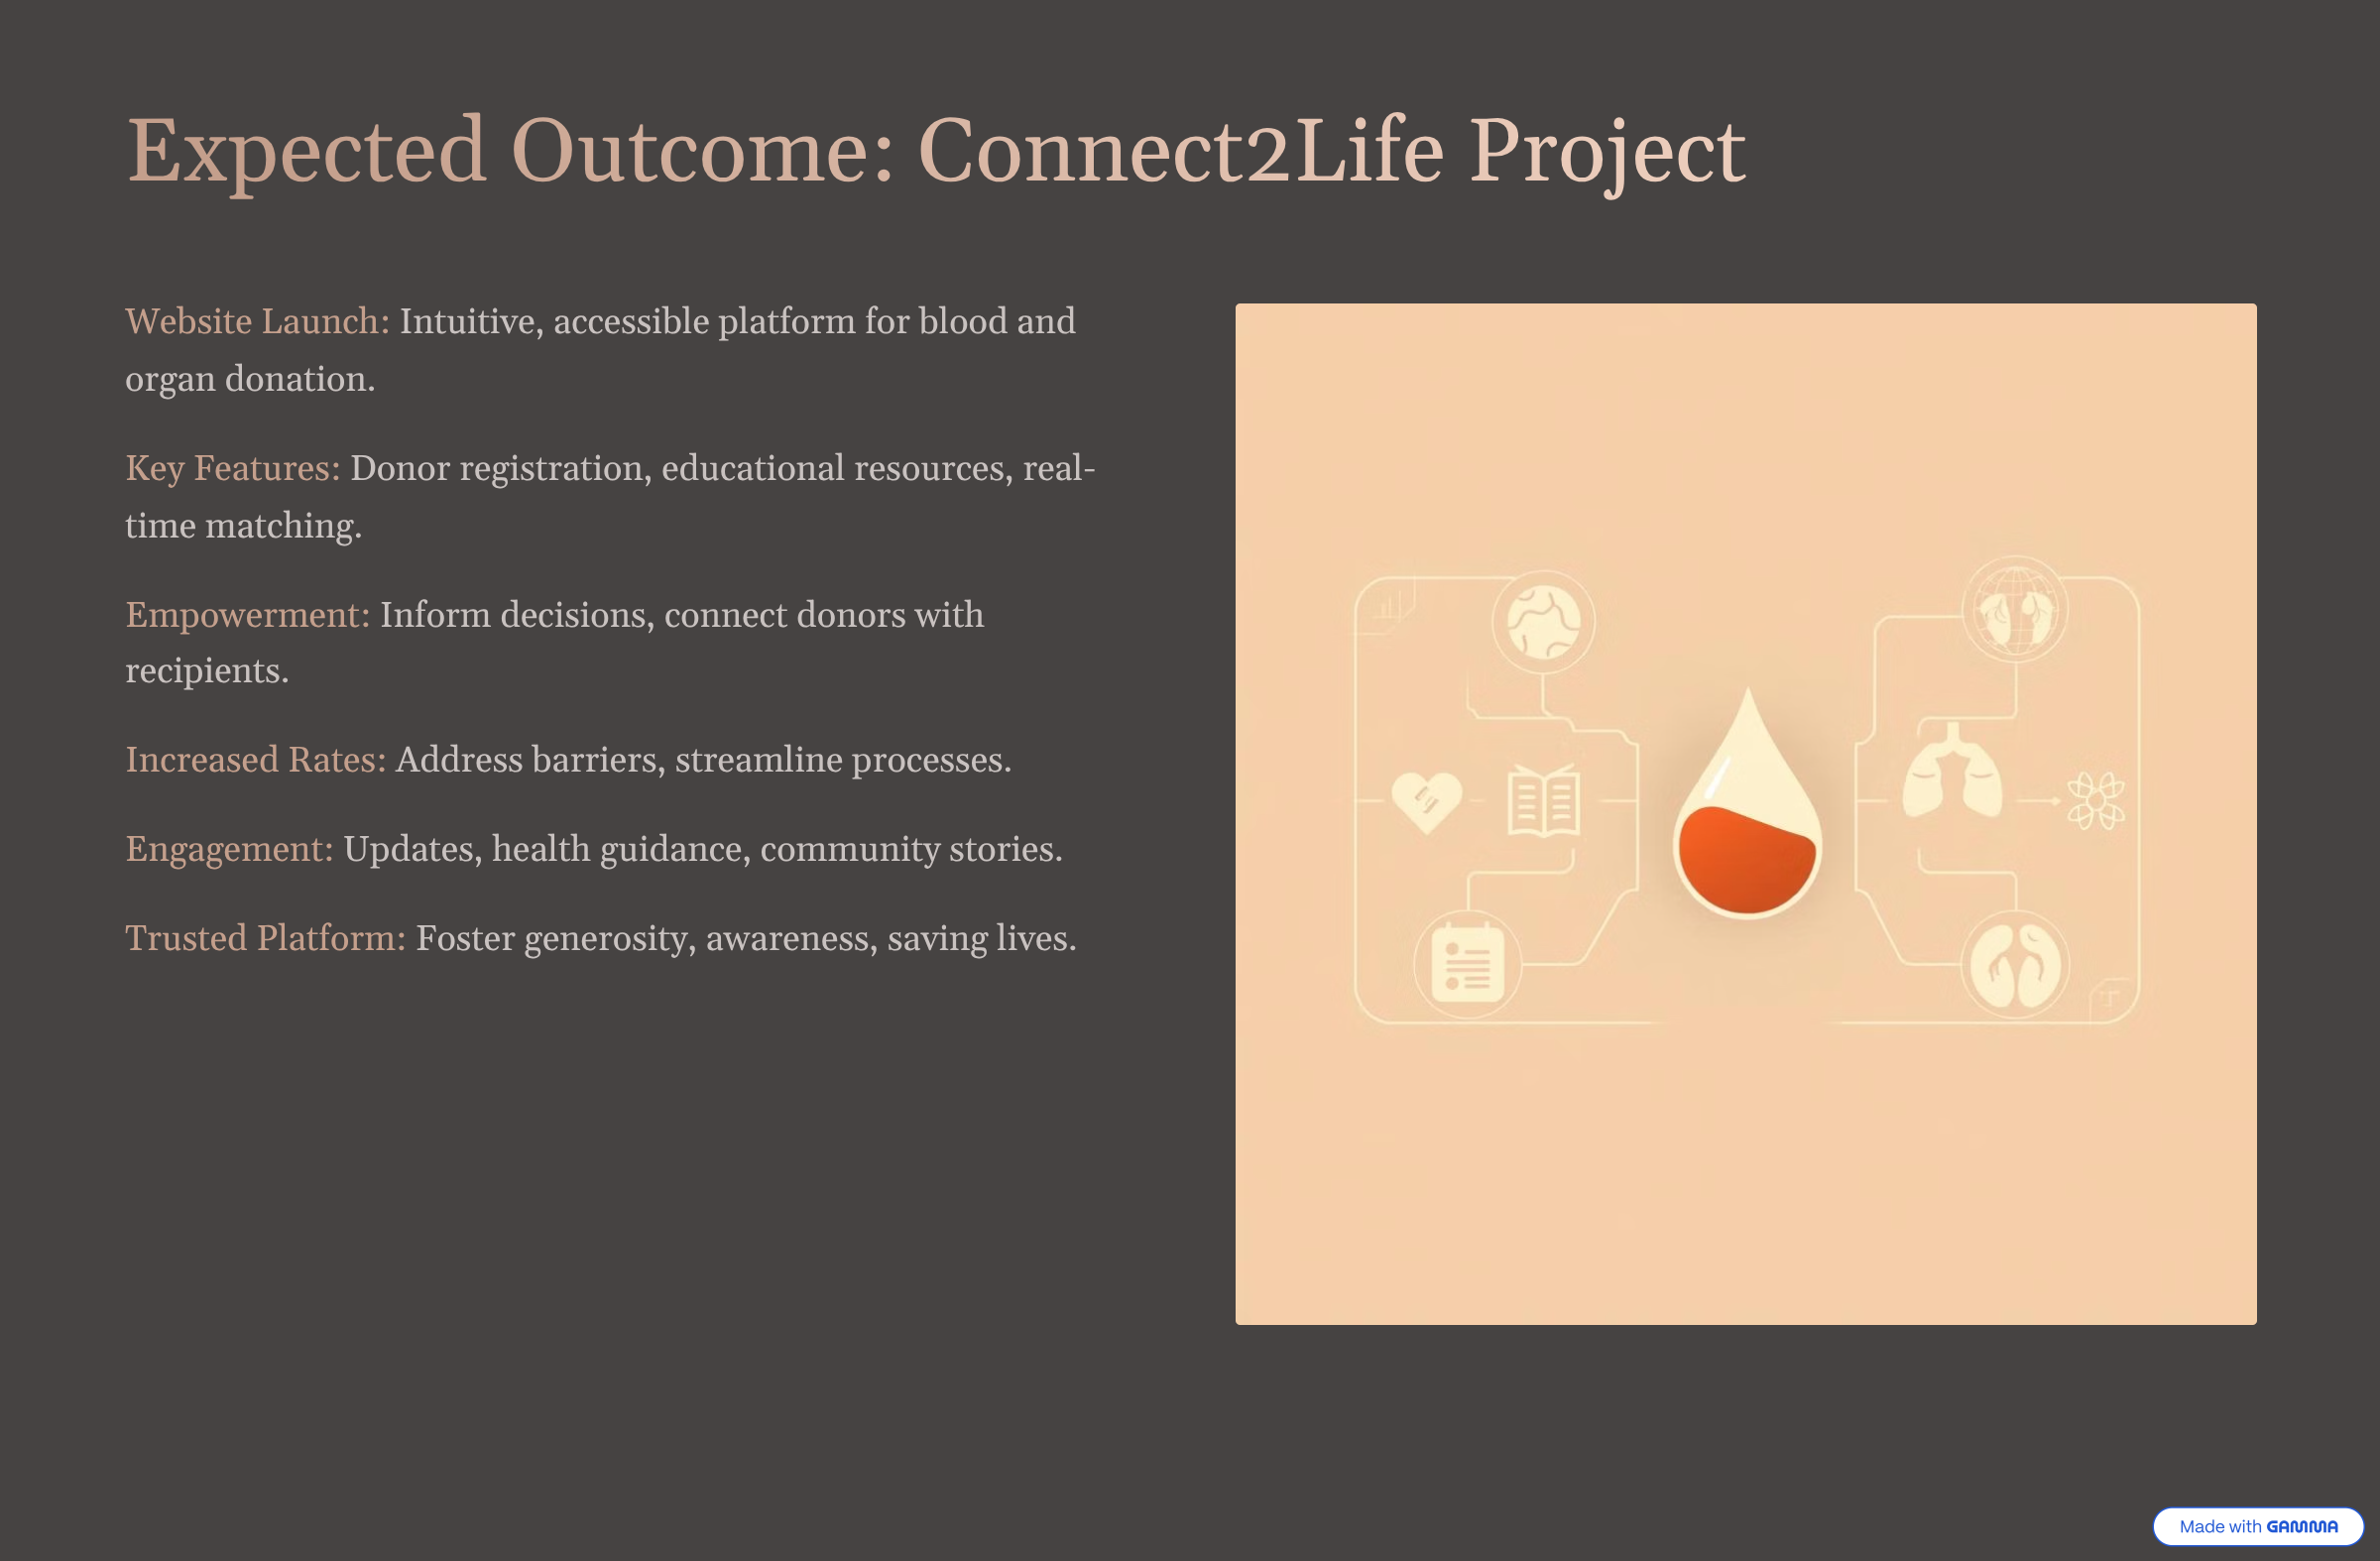 Expected Outcome: Connect2Life Project
Website Launch: Intuitive, accessible platform for blood and
organ donation.
Key Features: Donor registration, educational resources, real-
time matching.
Empowerment: Inform decisions, connect donors with
recipients.
Increased Rates: Address barriers, streamline processes.
Engagement: Updates, health guidance, community stories.
Trusted Platform: Foster generosity, awareness, saving lives.
Made with GAMMA